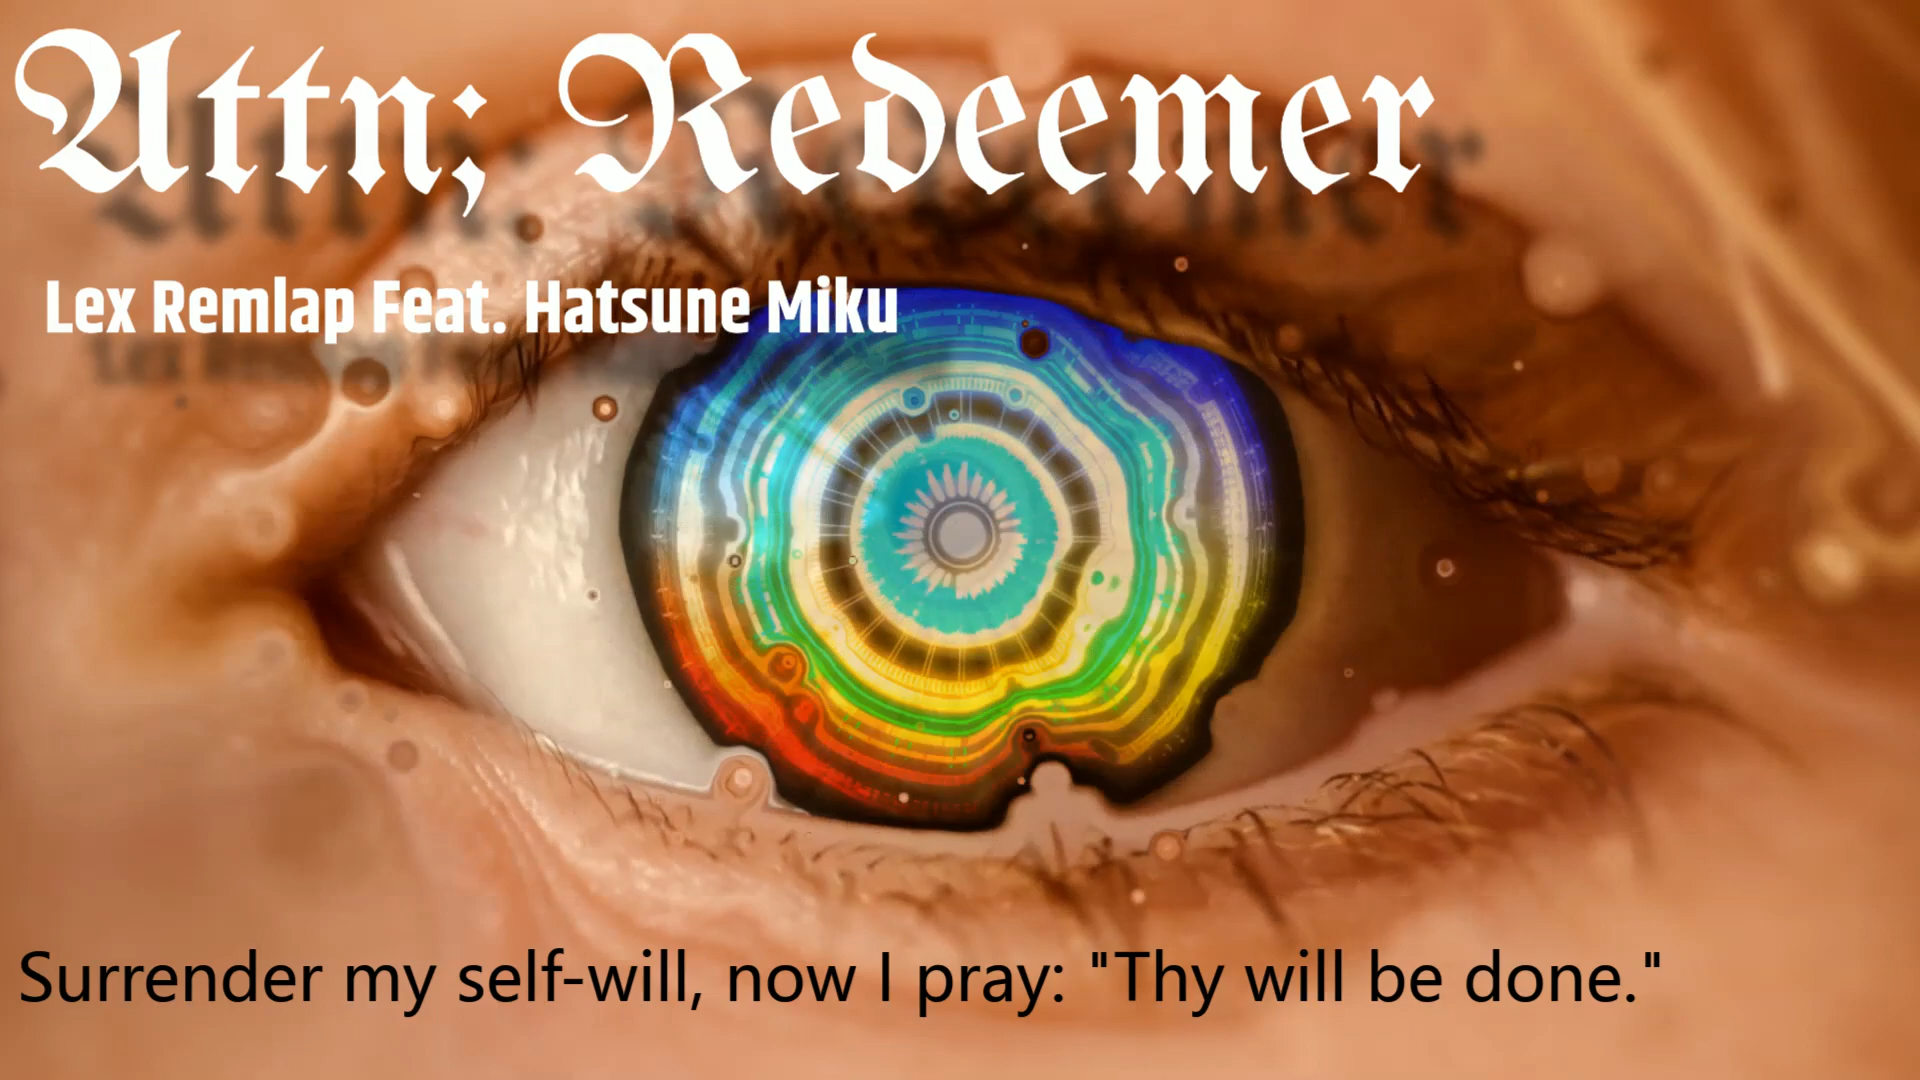 Attn; Redeemer
Lex Remlap Feat. Hatsune Miku
Surrender my self-will, now I pray: "Thy will be done."